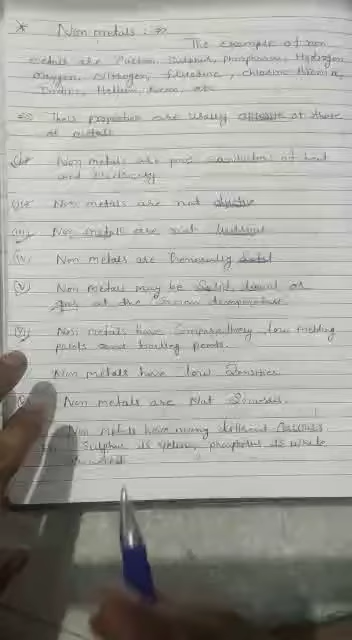 * Non metals :-
The example of non
metals are Carbon, Sulphur, phosphorus, Hydrogen
Oxygen, Nitrogen, Fluorine, chlorine Bromine,
Iodine, Helium, Neon, etc
Their properties are usually opposite of those
of metals
Non metals are poor conductors of heat
and electricity
Non metals are not ductile
(iii) Non metals are not lustrous
(iv) Non metals are Generally
(v) Non metals may be Solid, liquid or
gas at the room temperature
(vi) Non metals have Comparatively low melting
points and boiling points.
Non metals have low Densities
Non metals are Not Sonorous.
Non metals have many different
Sulphur is yellow, phosphorus is white